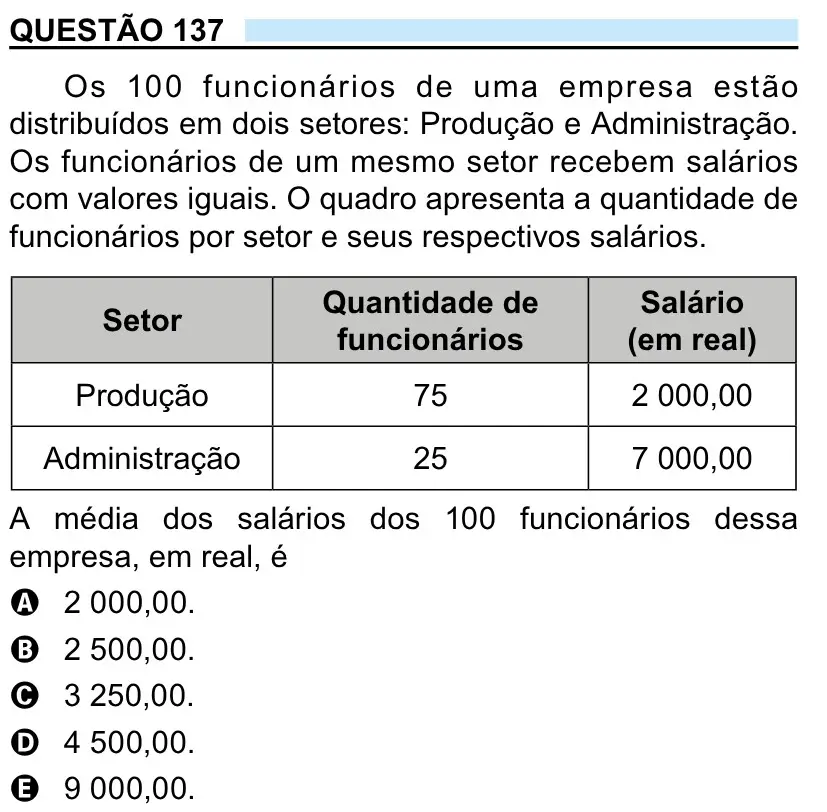 QUESTÃO 137
Os 100 funcionários de uma empresa estão
distribuídos em dois setores: Produção e Administração.
Os funcionários de um mesmo setor recebem salários
com valores iguais. O quadro apresenta a quantidade de
funcionários por setor e seus respectivos salários.
Setor
Quantidade de
funcionários
Salário
(em real)
Produção 75 2 000,00
Administração 25 7 000,00
A média dos salários dos 100 funcionários dessa
empresa, em real, é
A 2 000,00.
B 2 500,00.
C 3 250,00.
D 4 500,00.
E 9 000,00.